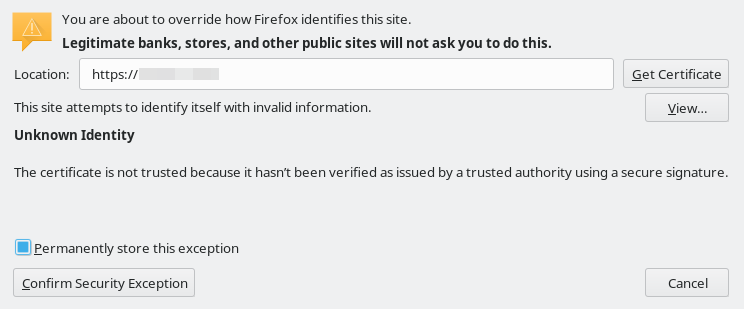 You are about to override how Firefox identifies this site.
Legitimate banks, stores, and other public sites will not ask you to do this.
Location: https:// Get Certificate
This site attempts to identify itself with invalid information. View...
Unknown Identity
The certificate is not trusted because it hasn’t been verified as issued by a trusted authority using a secure signature.
Permanently store this exception
Confirm Security Exception Cancel